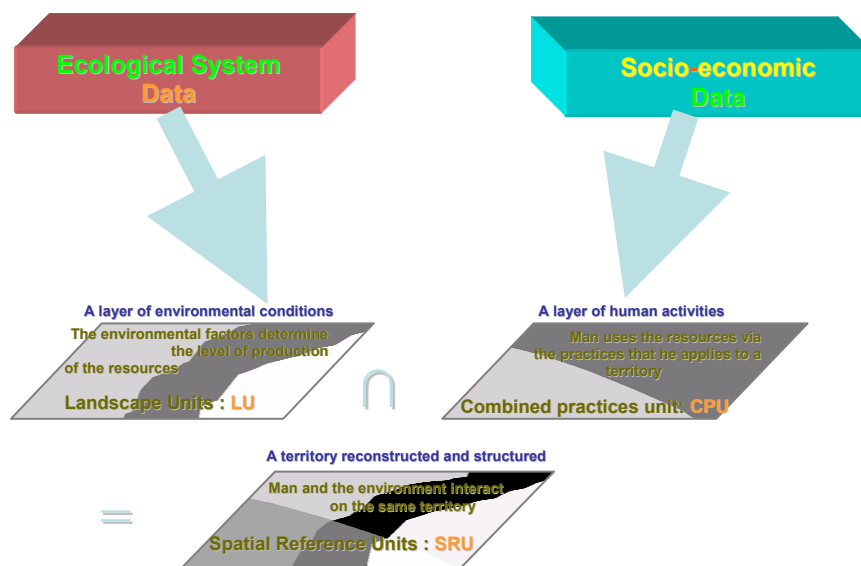 Ecological System
Data
Socio-economic
Data
A layer of environmental conditions
The environmental factors determine
the level of production
of the resources
Landscape Units : LU
∩
A layer of human activities
Man uses the resources via
the practices that he applies to a
territory
Combined practices unit: CPU
A territory reconstructed and structured
=
Man and the environment interact
on the same territory
Spatial Reference Units : SRU